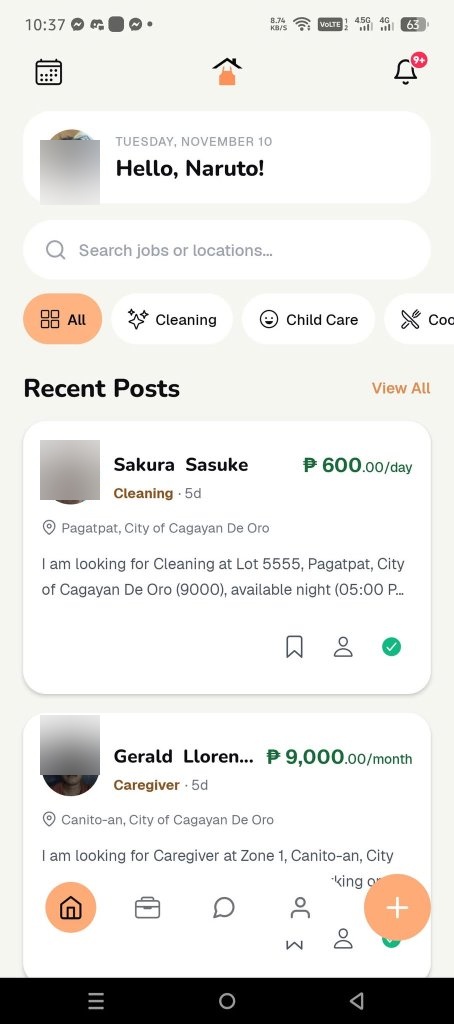 10:37
8.74 KB/S VoLTE 1 2 4.5G 4G 63
9+
TUESDAY, NOVEMBER 10
Hello, Naruto!
Search jobs or locations...
All Cleaning Child Care Coo
Recent Posts View All
Sakura Sasuke ₱ 600.00/day
Cleaning · 5d
Pagatpat, City of Cagayan De Oro
I am looking for Cleaning at Lot 5555, Pagatpat, City
of Cagayan De Oro (9000), available night (05:00 P...
Gerald Lloren... ₱ 9,000.00/month
Caregiver · 5d
Canito-an, City of Cagayan De Oro
I am looking for Caregiver at Zone 1, Canito-an, City